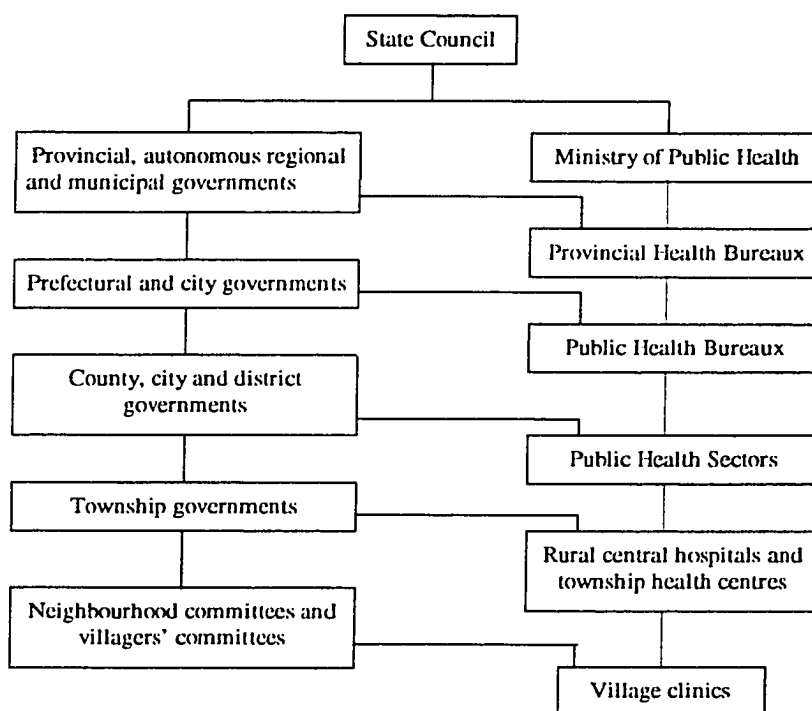 State Council
Provincial, autonomous regional
and municipal governments
Ministry of Public Health
Provincial Health Bureaux
Prefectural and city governments
Public Health Bureaux
County, city and district
governments
Public Health Sectors
Township governments
Rural central hospitals and
township health centres
Neighbourhood committees and
villagers' committees
Village clinics